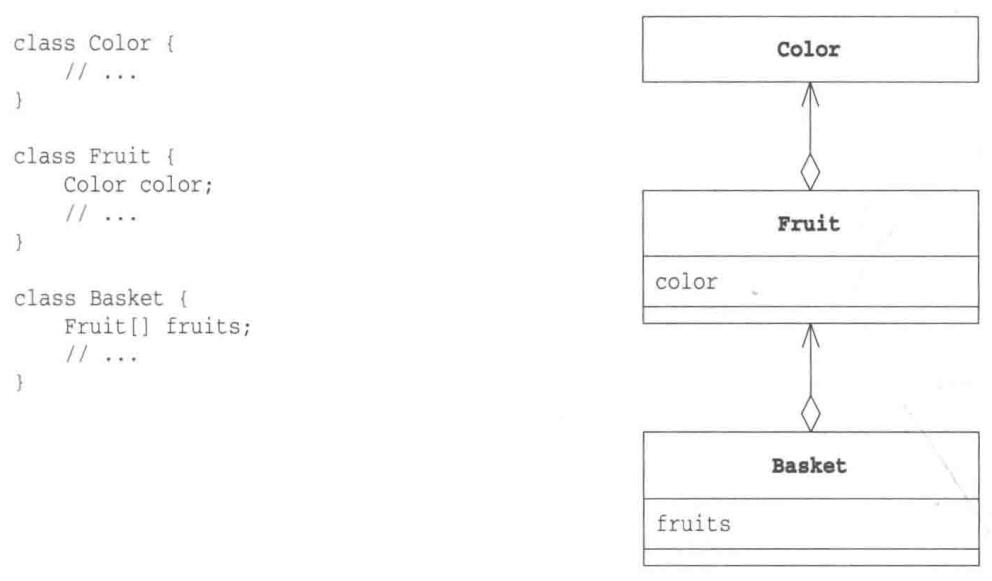 class Color {
// ...
}
class Fruit {
Color color;
// ...
}
class Basket {
Fruit[] fruits;
// ...
}
Color
Fruit
color
Basket
fruits